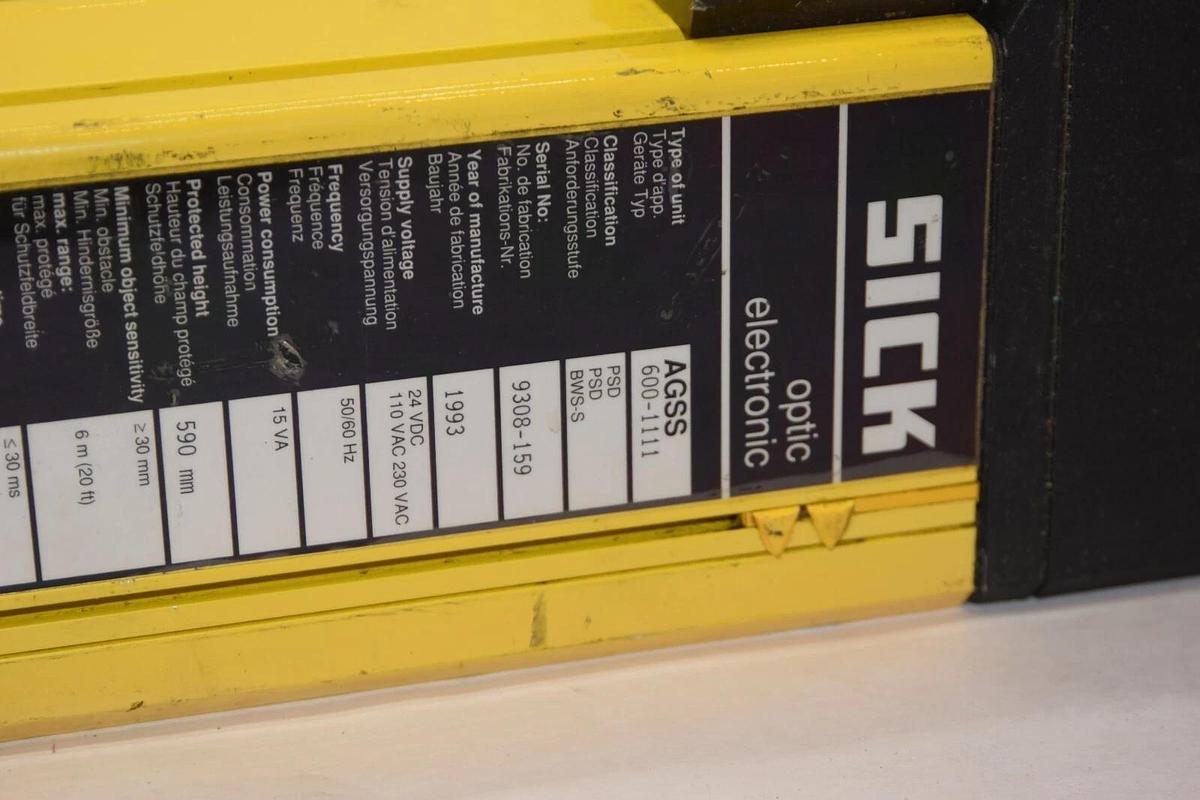 SICK
optic
electronic
Type of unit
Type d'app.
Geräte Typ
AGSS
600-1111
Classification
Classification
Anforderungsstufe
PSD
PSD
BWS-S
Serial No:
No. de fabrication
Fabrikations-Nr.
9308-159
Year of manufacture
Année de fabrication
Baujahr
1993
Supply voltage
Tension d'alimentation
Versorgungspannung
24 VDC
110 VAC 230 VAC
Frequency
Fréquence
Frequenz
50/60 Hz
Power consumption
Consommation
Leistungsaufnahme
15 VA
Protected height
Hauteur du champ protégé
Schutzfeldhöhe
590 mm
Minimum object sensitivity
Min. obstacle
Min. Hindernisgröße
≥ 30 mm
max. range:
max. protégé
für Schutzfeldbreite
6 m (20 ft)
≤ 30 ms